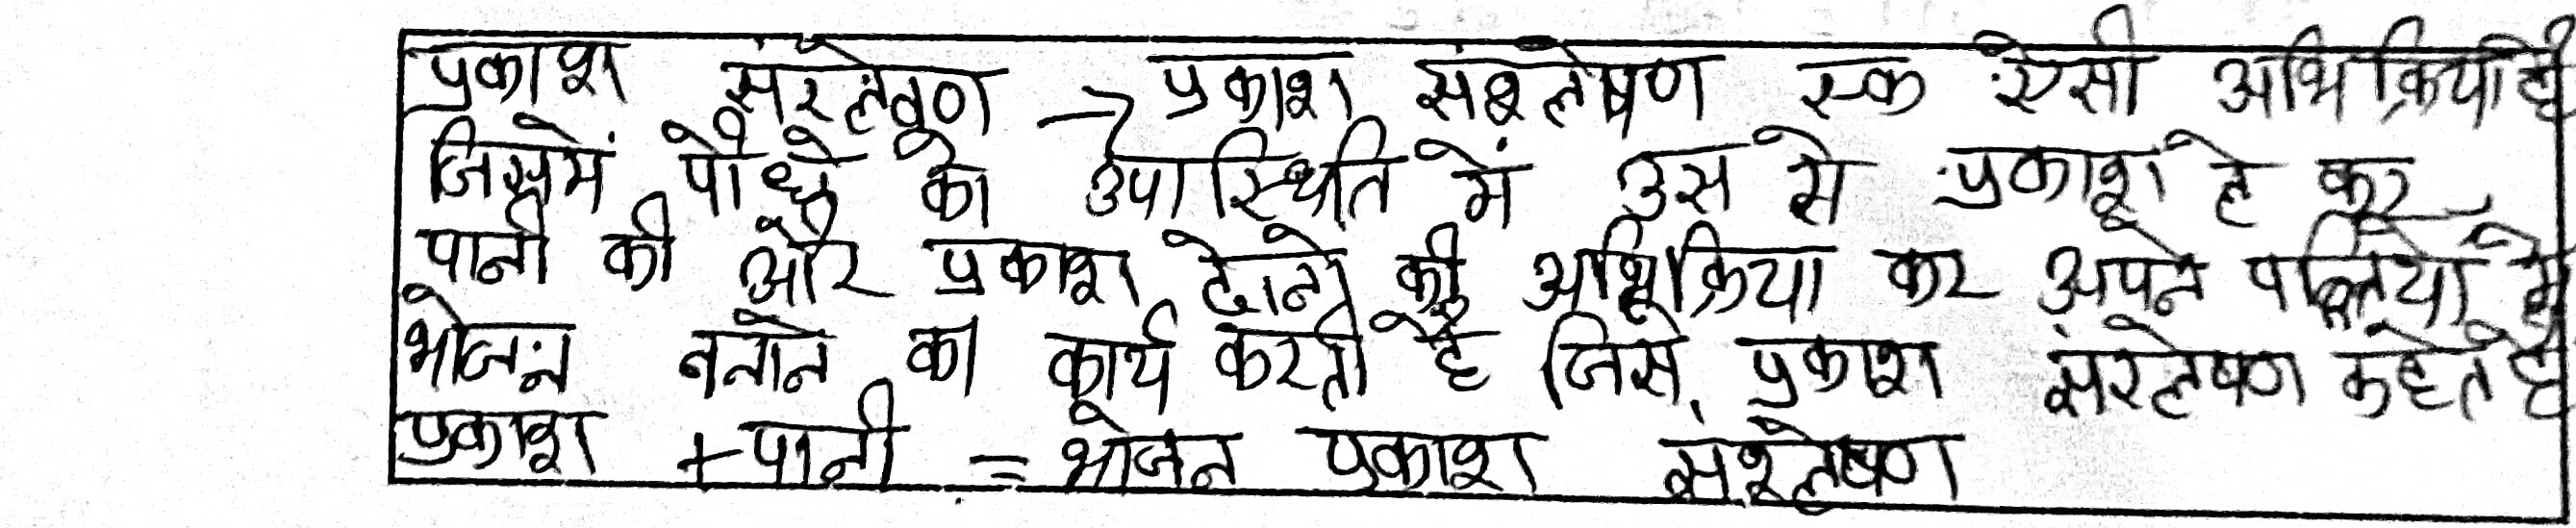 प्रकाश संश्लेषण → प्रकाश संश्लेषण एक ऐसी अभिक्रिया है
जिसमें पौधे को उपास्थिति में उस से प्रकाश ले कर
पानी की और प्रकाश दोनो की अभिक्रिया कर अपने पत्तियो में
भोजन बनाने का कार्य करती है जिसे प्रकाश संश्लेषण कहेते है
प्रकाश + पानी = भोजन प्रकाश संश्लेषण